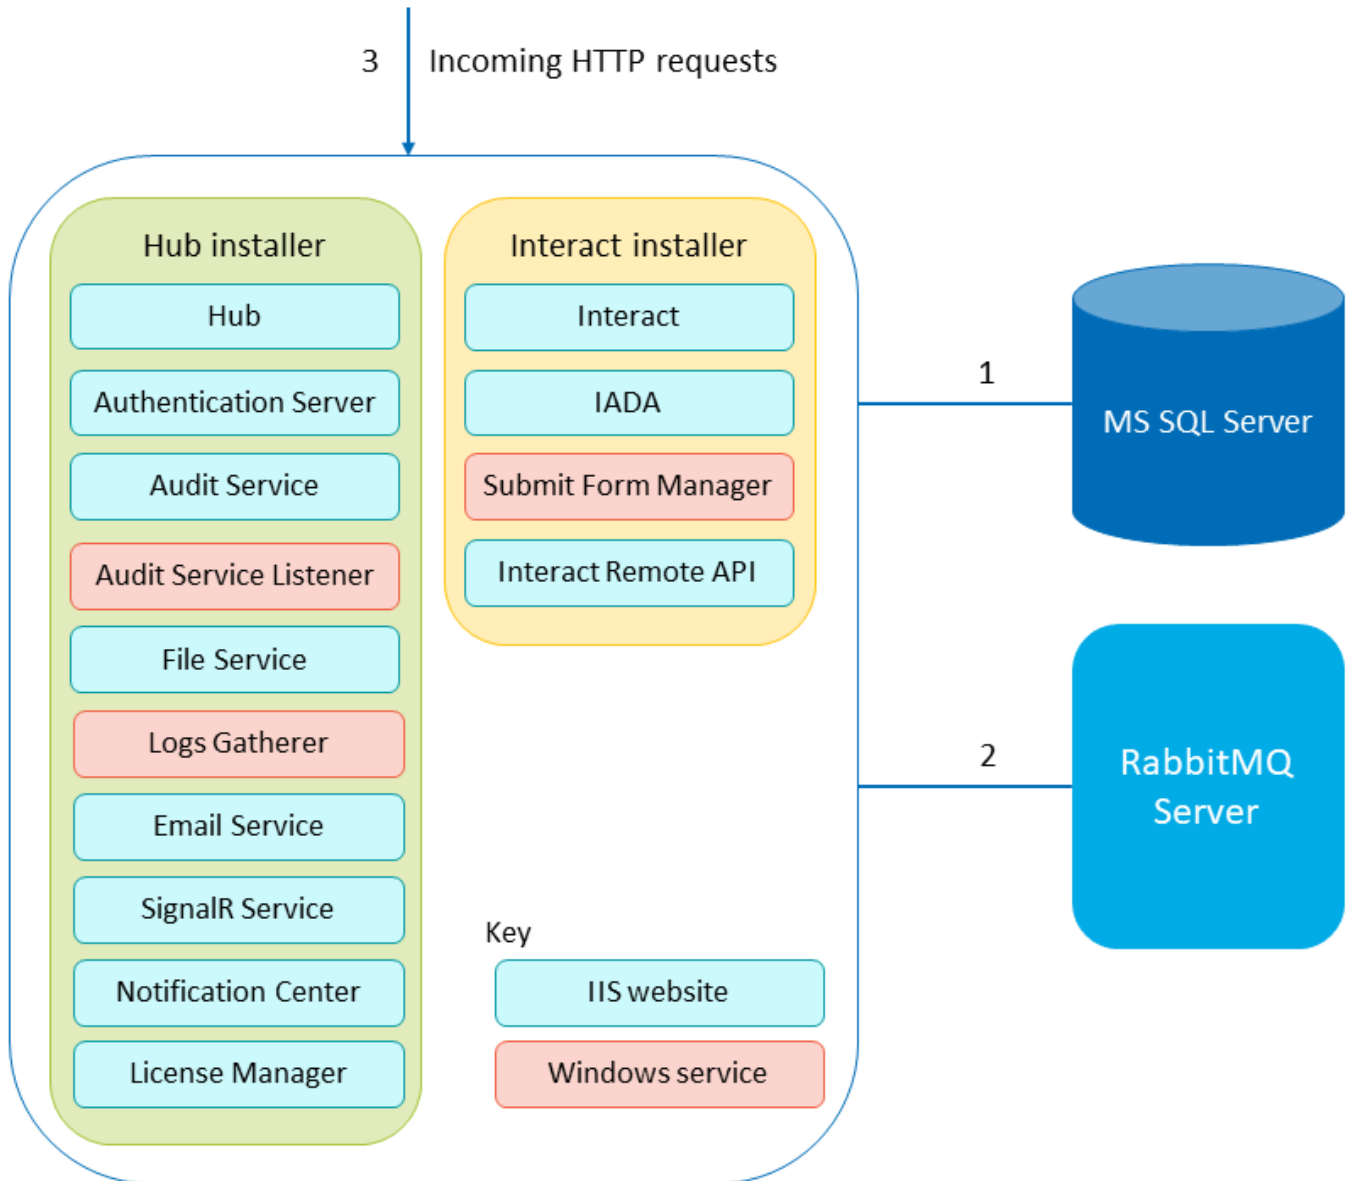 3
Incoming HTTP requests
Hub installer
Hub
Authentication Server
Audit Service
Audit Service Listener
File Service
Logs Gatherer
Email Service
SignalR Service
Notification Center
License Manager
Interact installer
Interact
IADA
Submit Form Manager
Interact Remote API
Key
IIS website
Windows service
1
MS SQL Server
2
RabbitMQ
Server